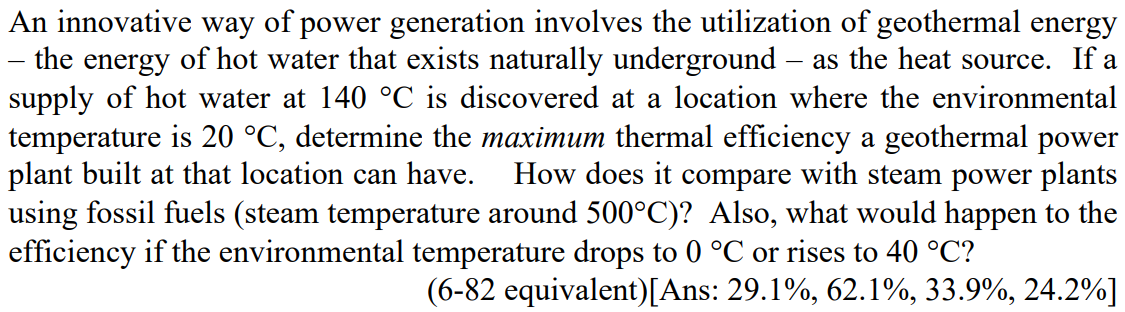 An innovative way of power generation involves the utilization of geothermal energy
– the energy of hot water that exists naturally underground – as the heat source. If a
supply of hot water at 140 °C is discovered at a location where the environmental
temperature is 20 °C, determine the maximum thermal efficiency a geothermal power
plant built at that location can have. How does it compare with steam power plants
using fossil fuels (steam temperature around 500°C)? Also, what would happen to the
efficiency if the environmental temperature drops to 0 °C or rises to 40 °C?
(6-82 equivalent)[Ans: 29.1%, 62.1%, 33.9%, 24.2%]